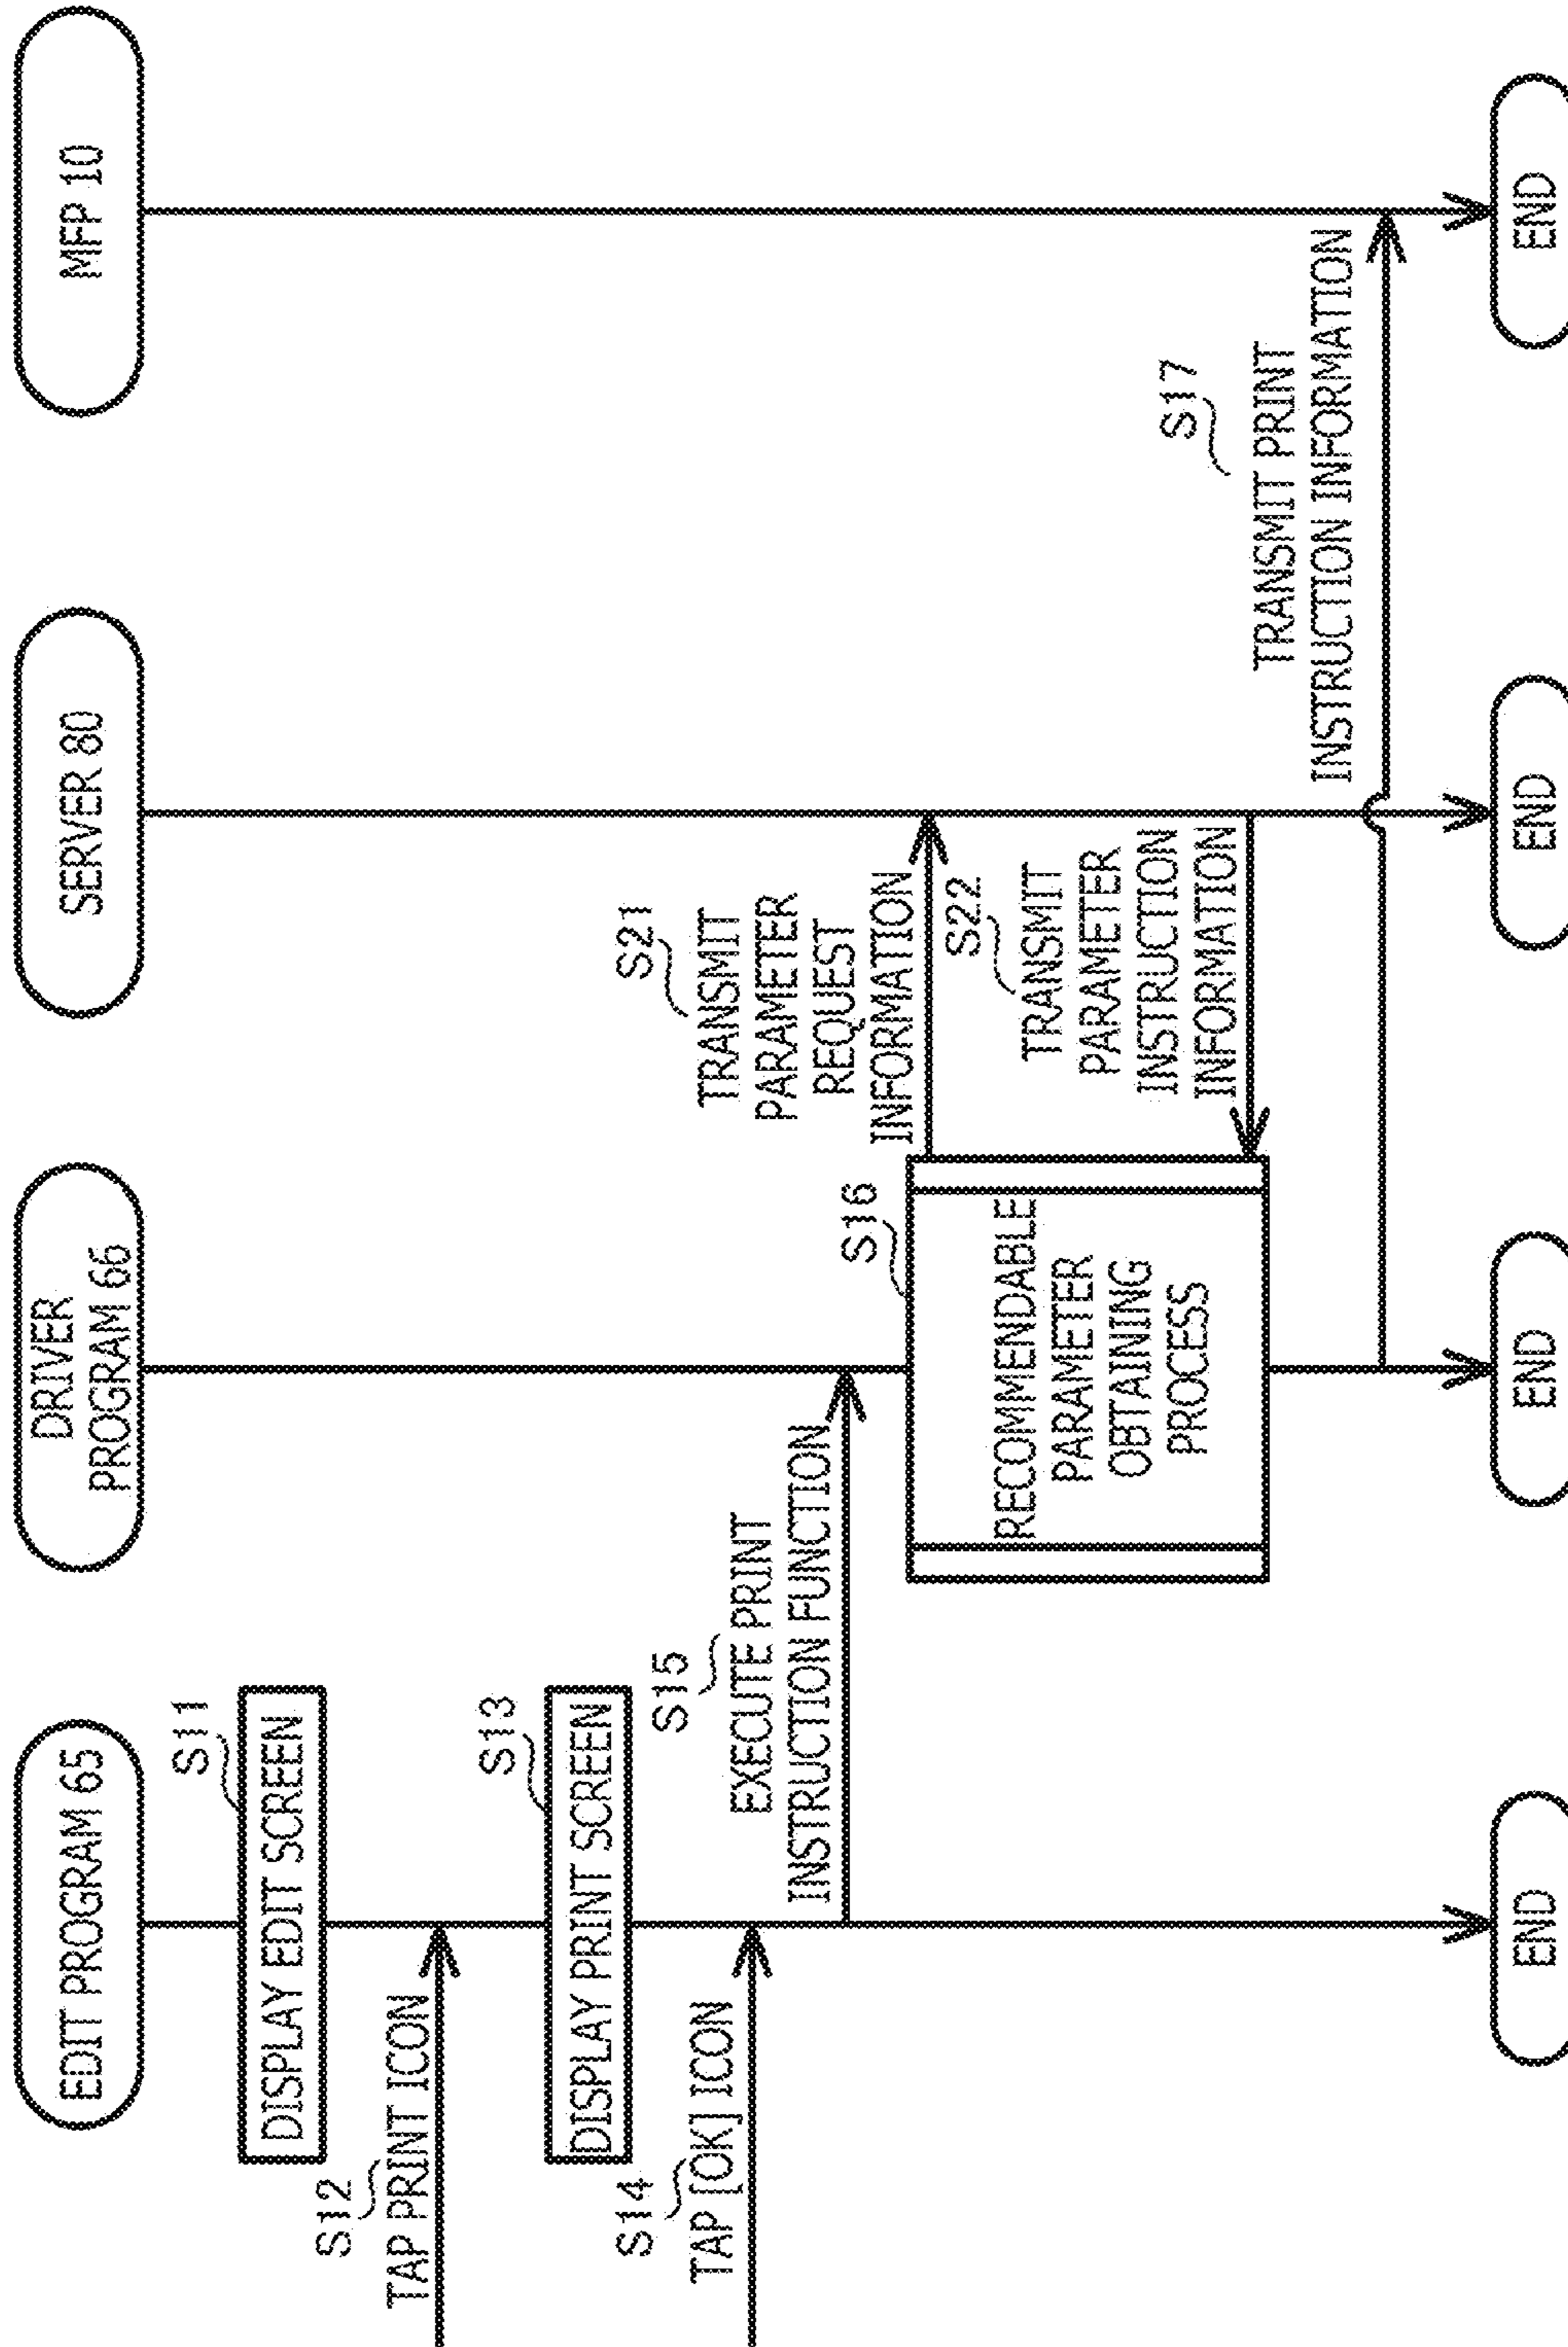 EDIT PROGRAM 65
DRIVER
PROGRAM 66
SERVER 80
MFP 10
S11
DISPLAY EDIT SCREEN
S12
TAP PRINT ICON
S13
DISPLAY PRINT SCREEN
S14
TAP [OK] ICON
S15
EXECUTE PRINT
INSTRUCTION FUNCTION
S16
RECOMMENDABLE
PARAMETER
OBTAINING
PROCESS
S21
TRANSMIT
PARAMETER
REQUEST
INFORMATION
S22
TRANSMIT
PARAMETER
INSTRUCTION
INFORMATION
S17
TRANSMIT PRINT
INSTRUCTION INFORMATION
END
END
END
END